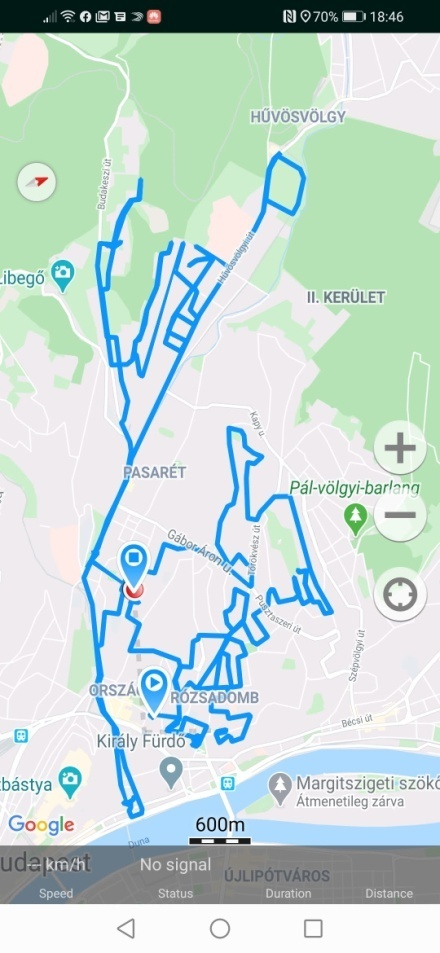 70% 18:46
HŰVÖSVÖLGY
Budakeszi út
Hűvösvölgyi út
Libegő
II. KERÜLET
Kapy u.
PASARÉT
Pál-völgyi-barlang
Gábor Áron u.
Törökvész út
Pusztaszeri út
Szépvölgyi út
ORSZÁ
RÓZSADOMB
Bécsi út
Király Fürdő
zbástya
Margitszigeti szökő
Átmenetileg zárva
Google
600m
Duna
udapest
-- km/h
No signal
ÚJLIPÓTVÁROS
Speed Status Duration Distance